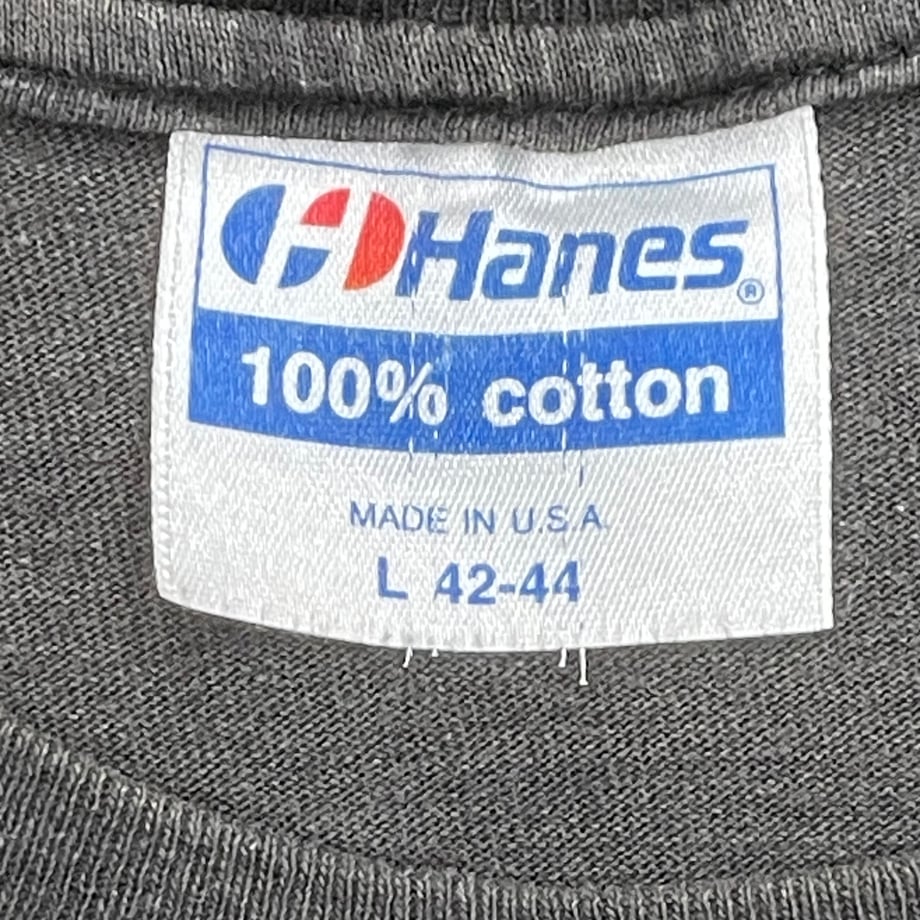 Hanes®
100% cotton
MADE IN U.S.A.
L 42-44